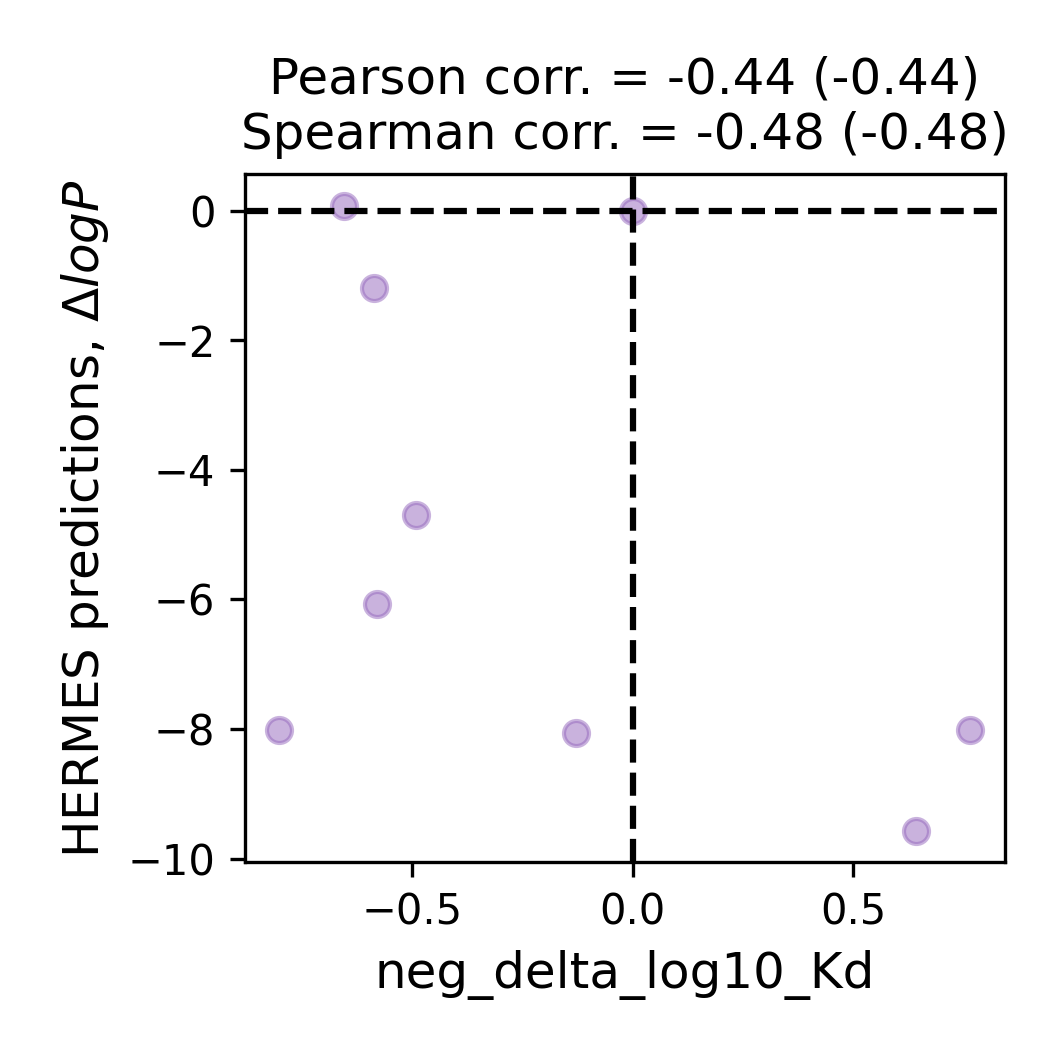 Pearson corr. = -0.44 (-0.44)
Spearman corr. = -0.48 (-0.48)
HERMES predictions, ΔlogP
0
−2
−4
−6
−8
−10
−0.5
0.0
0.5
neg_delta_log10_Kd